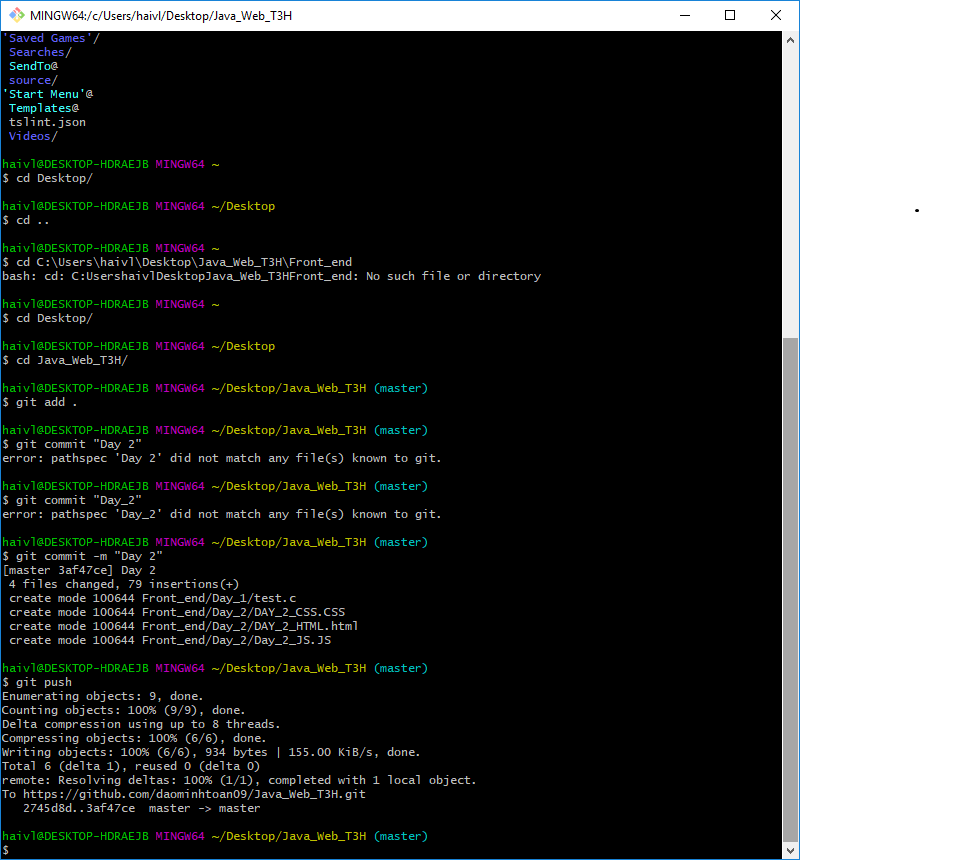 MINGW64:/c/Users/haivl/Desktop/Java_Web_T3H
'Saved Games'/
Searches/
SendTo@
source/
'Start Menu'@
Templates@
tslint.json
Videos/
haivl@DESKTOP-HDRAEJB MINGW64 ~
$ cd Desktop/
haivl@DESKTOP-HDRAEJB MINGW64 ~/Desktop
$ cd ..
haivl@DESKTOP-HDRAEJB MINGW64 ~
$ cd C:\Users\haivl\Desktop\Java_Web_T3H\Front_end
bash: cd: C:UsershaivlDesktopJava_Web_T3HFront_end: No such file or directory
haivl@DESKTOP-HDRAEJB MINGW64 ~
$ cd Desktop/
haivl@DESKTOP-HDRAEJB MINGW64 ~/Desktop
$ cd Java_Web_T3H/
haivl@DESKTOP-HDRAEJB MINGW64 ~/Desktop/Java_Web_T3H (master)
$ git add .
haivl@DESKTOP-HDRAEJB MINGW64 ~/Desktop/Java_Web_T3H (master)
$ git commit "Day 2"
error: pathspec 'Day 2' did not match any file(s) known to git.
haivl@DESKTOP-HDRAEJB MINGW64 ~/Desktop/Java_Web_T3H (master)
$ git commit "Day_2"
error: pathspec 'Day_2' did not match any file(s) known to git.
haivl@DESKTOP-HDRAEJB MINGW64 ~/Desktop/Java_Web_T3H (master)
$ git commit -m "Day 2"
[master 3af47ce] Day 2
4 files changed, 79 insertions(+)
create mode 100644 Front_end/Day_1/test.c
create mode 100644 Front_end/Day_2/DAY_2_CSS.CSS
create mode 100644 Front_end/Day_2/DAY_2_HTML.html
create mode 100644 Front_end/Day_2/Day_2_JS.JS
haivl@DESKTOP-HDRAEJB MINGW64 ~/Desktop/Java_Web_T3H (master)
$ git push
Enumerating objects: 9, done.
Counting objects: 100% (9/9), done.
Delta compression using up to 8 threads.
Compressing objects: 100% (6/6), done.
Writing objects: 100% (6/6), 934 bytes | 155.00 KiB/s, done.
Total 6 (delta 1), reused 0 (delta 0)
remote: Resolving deltas: 100% (1/1), completed with 1 local object.
To https://github.com/daominhtoan09/Java_Web_T3H.git
2745d8d..3af47ce  master -> master
haivl@DESKTOP-HDRAEJB MINGW64 ~/Desktop/Java_Web_T3H (master)
$